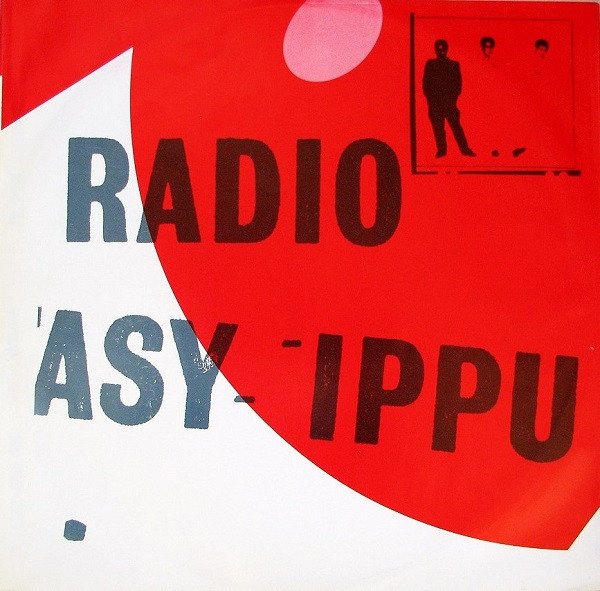 RADIO
'ASY- -IPPU
.